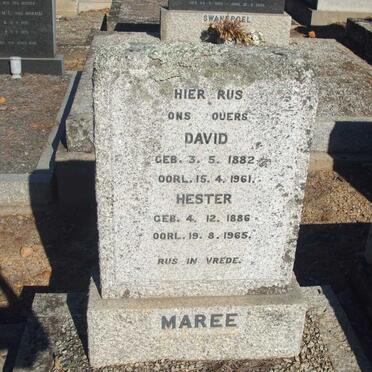 SWANEPOEL
HIER RUS
ONS OUERS
DAVID
GEB. 3. 5. 1882
OORL. 15. 4. 1961.
HESTER
GEB. 4. 12. 1886
OORL. 19. 8. 1965.
RUS IN VREDE.
MAREE